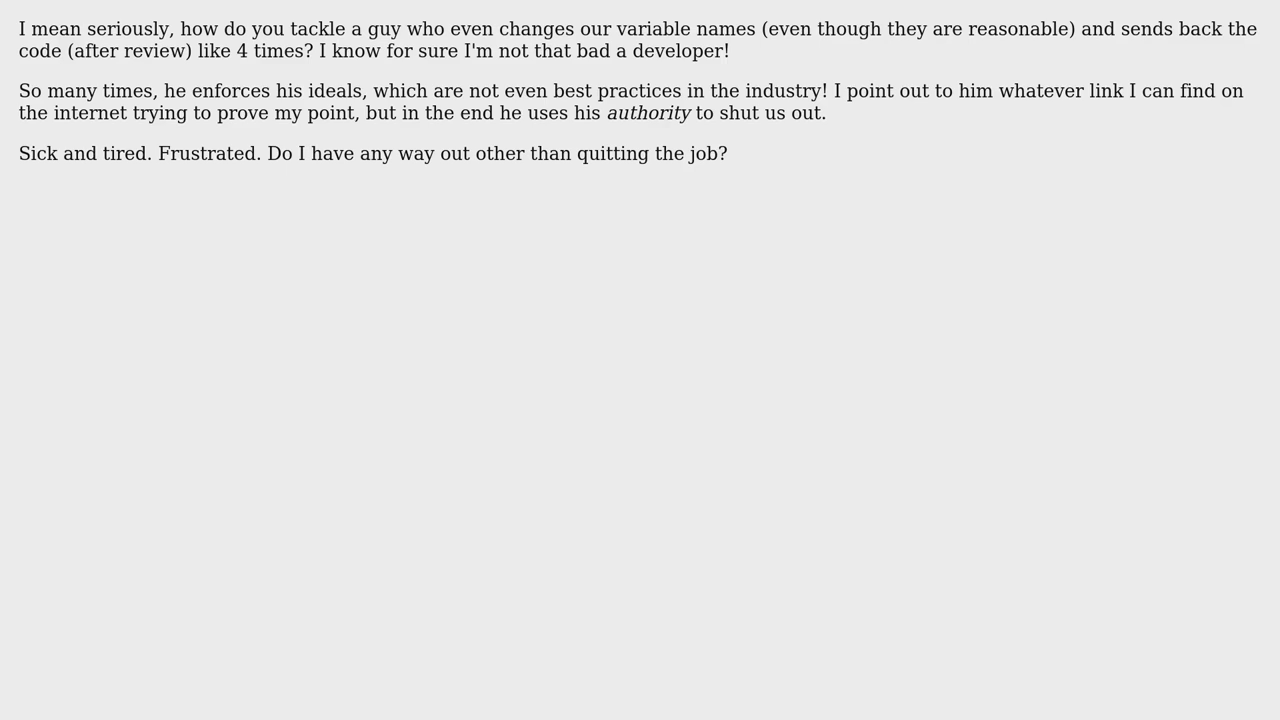 I mean seriously, how do you tackle a guy who even changes our variable names (even though they are reasonable) and sends back the
code (after review) like 4 times? I know for sure I'm not that bad a developer!
So many times, he enforces his ideals, which are not even best practices in the industry! I point out to him whatever link I can find on
the internet trying to prove my point, but in the end he uses his authority to shut us out.
Sick and tired. Frustrated. Do I have any way out other than quitting the job?